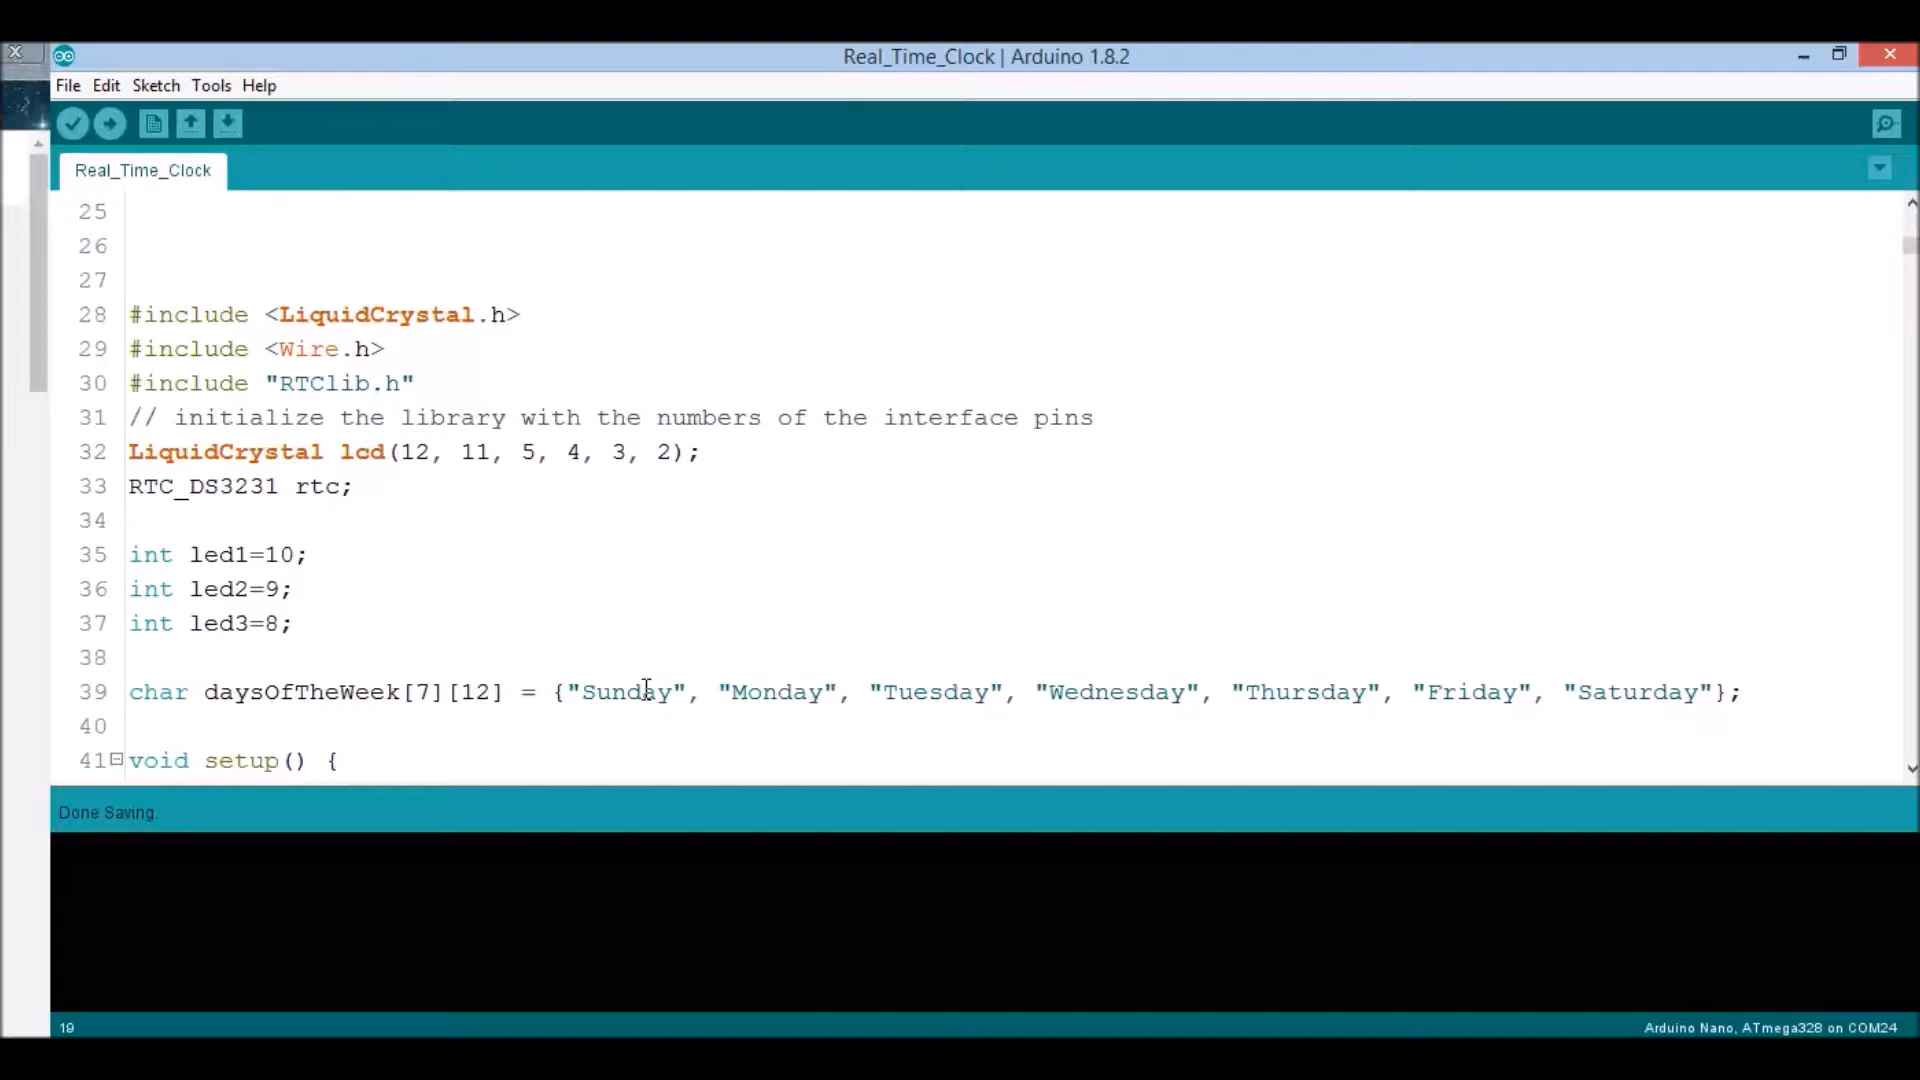 Real_Time_Clock | Arduino 1.8.2
File Edit Sketch Tools Help
Real_Time_Clock
25
26
27
28 #include <LiquidCrystal.h>
29 #include <Wire.h>
30 #include "RTClib.h"
31 // initialize the library with the numbers of the interface pins
32 LiquidCrystal lcd(12, 11, 5, 4, 3, 2);
33 RTC_DS3231 rtc;
34
35 int led1=10;
36 int led2=9;
37 int led3=8;
38
39 char daysOfTheWeek[7][12] = {"Sunday", "Monday", "Tuesday", "Wednesday", "Thursday", "Friday", "Saturday"};
40
41 void setup() {
Done Saving.
19 Arduino Nano, ATmega328 on COM24